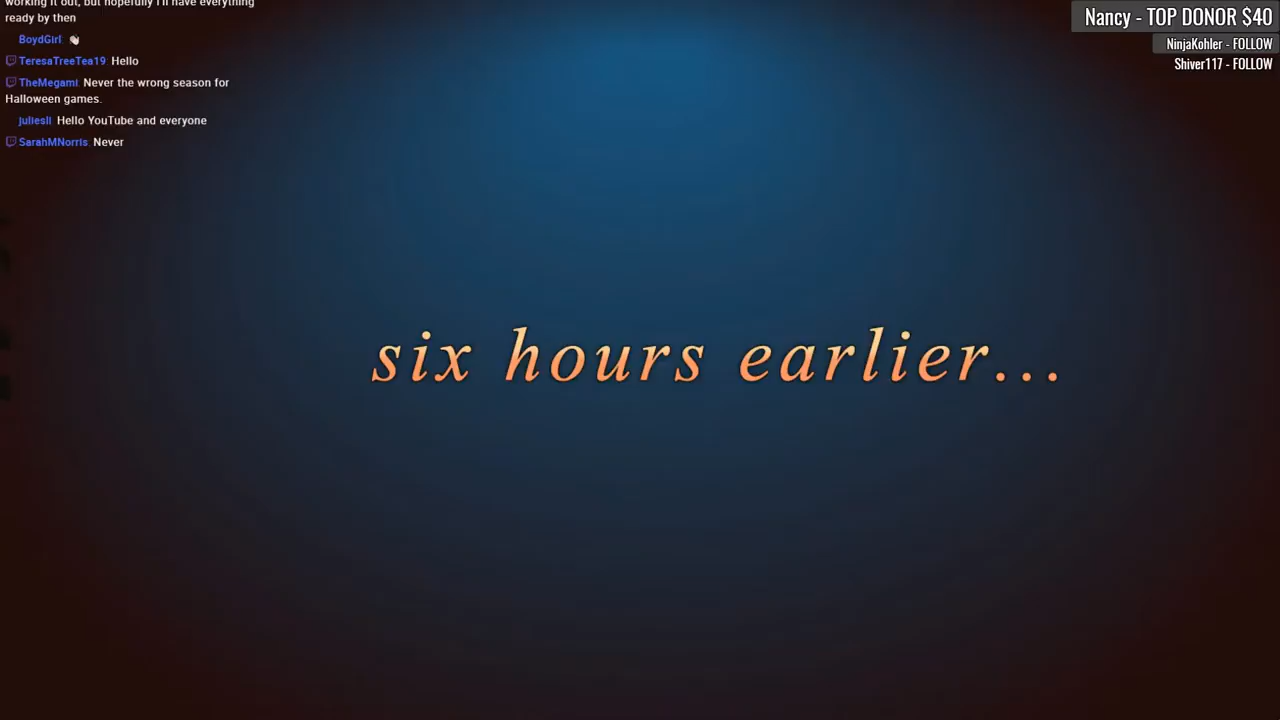 working it out, but hopefully I'll have everything
ready by then
BoydGirl:
TeresaTreeTea19: Hello
TheMegami: Never the wrong season for
Halloween games.
juliesll: Hello YouTube and everyone
SarahMNorris: Never
Nancy - TOP DONOR $40
NinjaKohler - FOLLOW
Shiver117 - FOLLOW
six hours earlier...